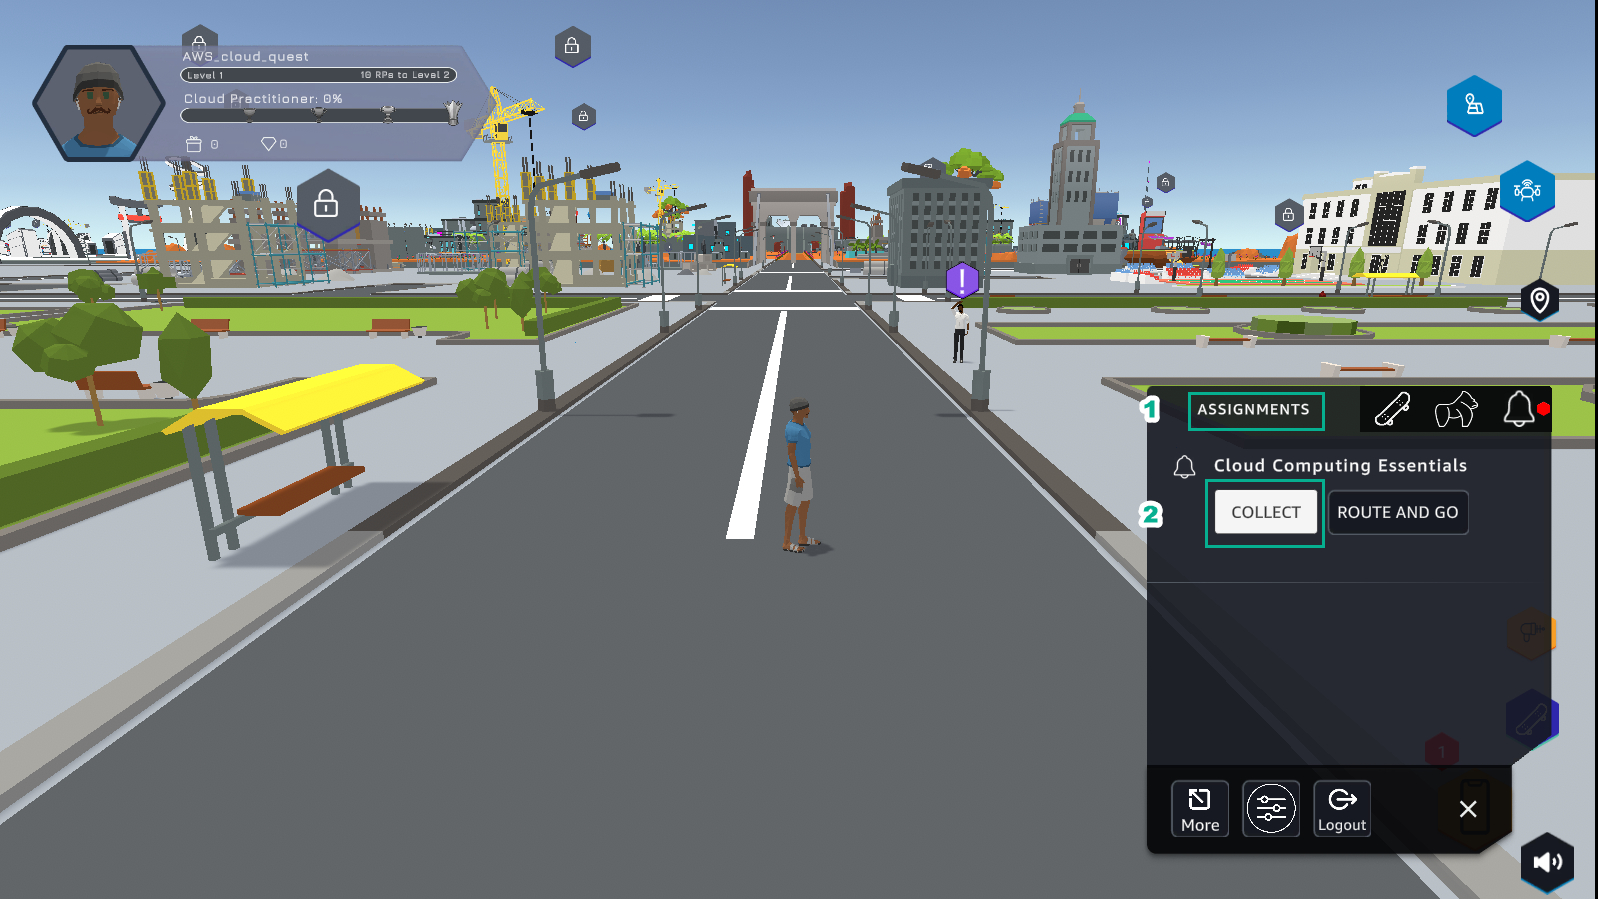 AWS_cloud_quest
Level 1 10 RPs to Level 2
Cloud Practitioner: 0%
0 0
!
1 ASSIGNMENTS
Cloud Computing Essentials
2 COLLECT ROUTE AND GO
1
More Logout